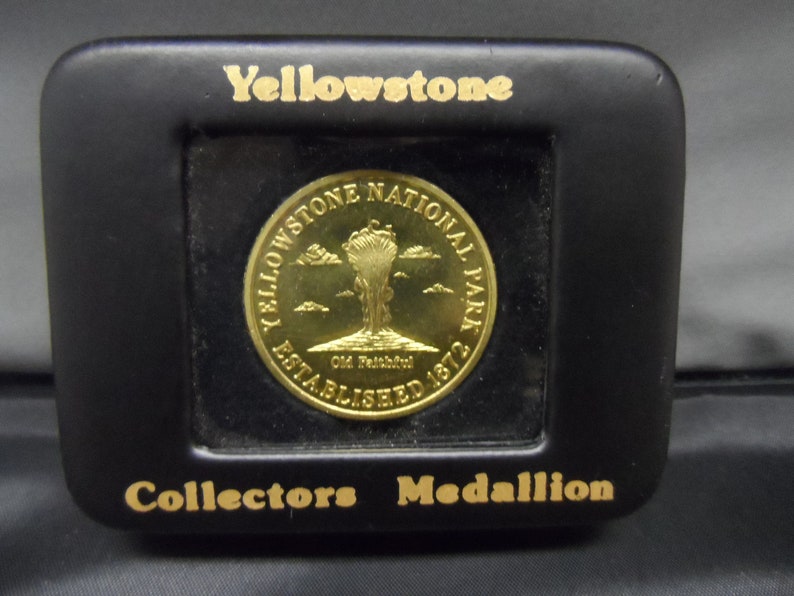 Yellowstone
YELLOWSTONE NATIONAL PARK
Old Faithful
ESTABLISHED 1872
Collectors Medallion